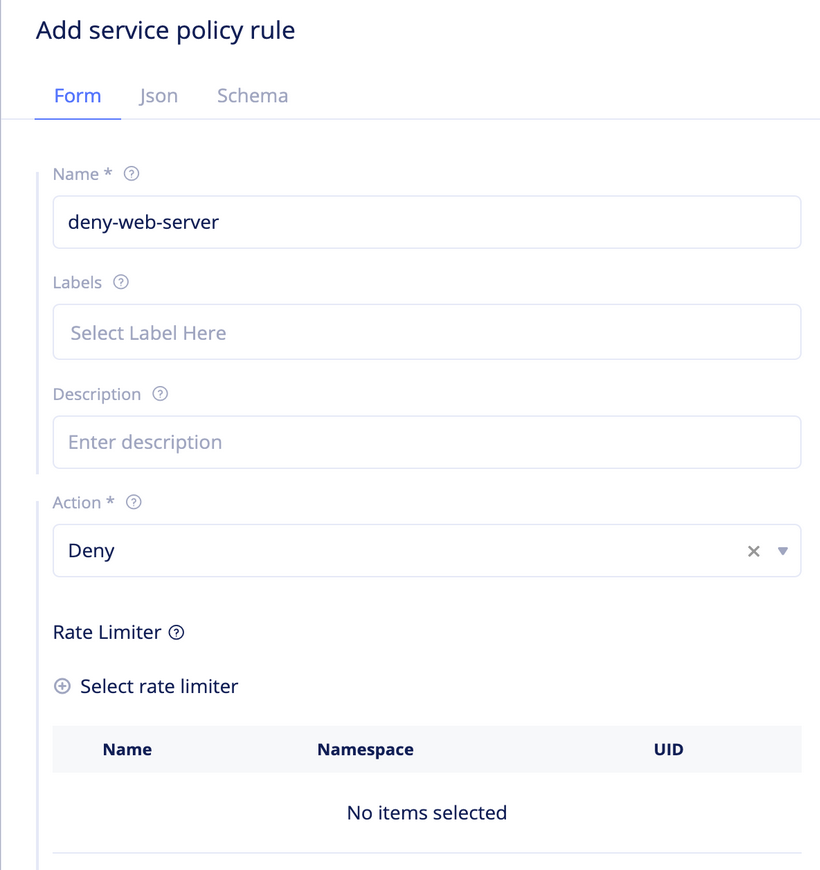 Add service policy rule
Form Json Schema
Name *
deny-web-server
Labels
Select Label Here
Description
Enter description
Action *
Deny
Rate Limiter
Select rate limiter
Name Namespace UID
No items selected